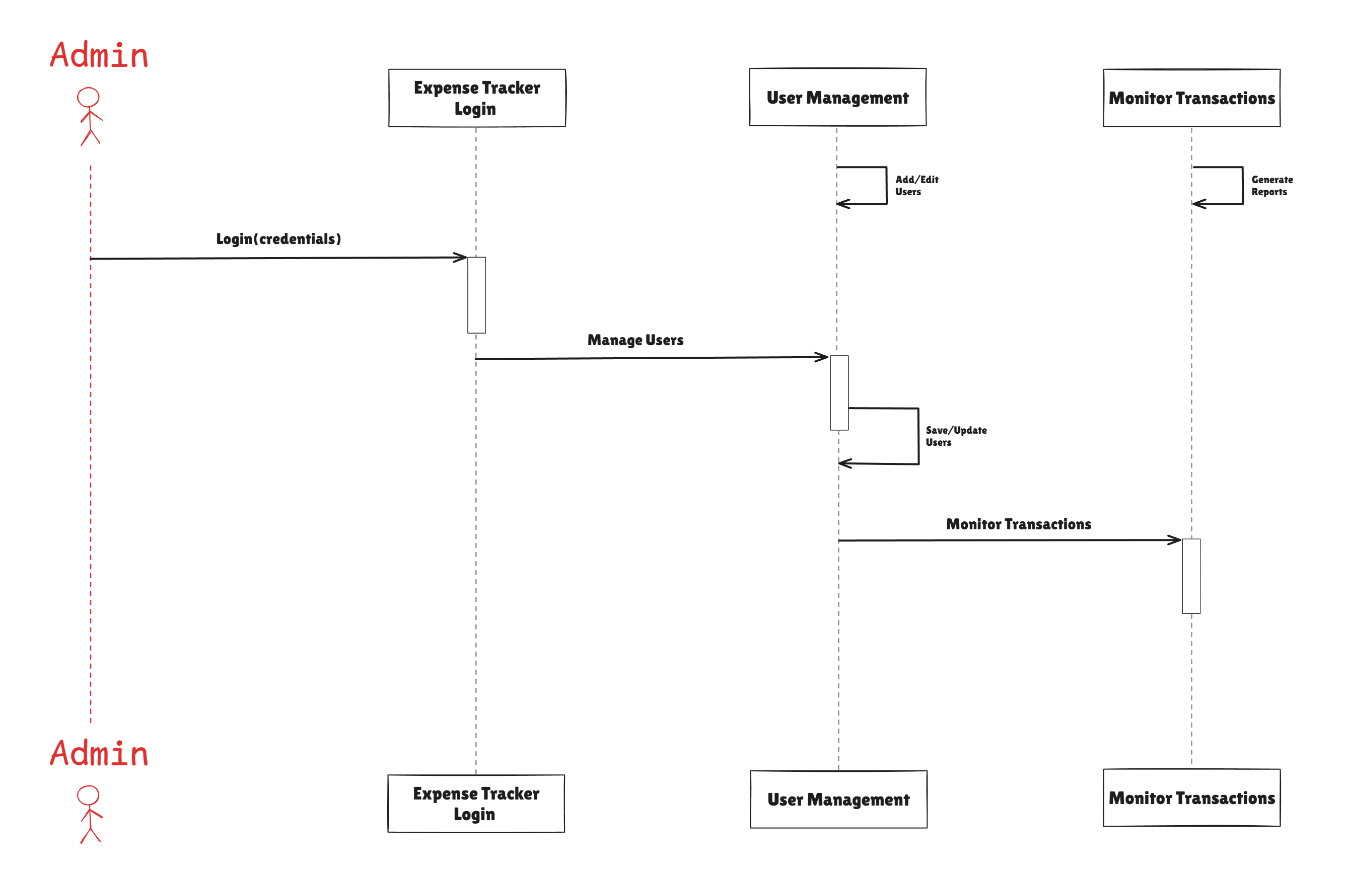 Admin
Expense Tracker
Login
User Management
Monitor Transactions
Add/Edit
Users
Generate
Reports
Login(credentials)
Manage Users
Save/Update
Users
Monitor Transactions
Admin
Expense Tracker
Login
User Management
Monitor Transactions